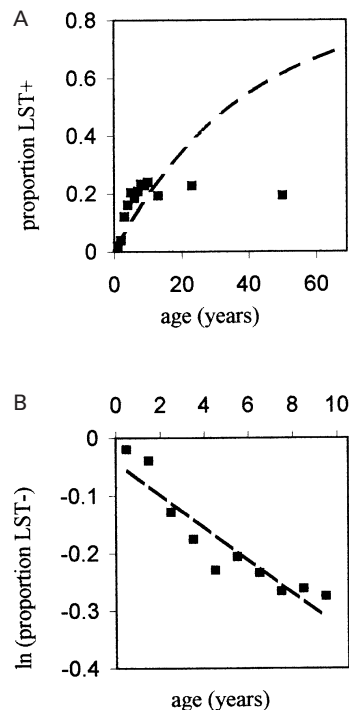 A
0.8
0.6
0.4
0.2
0
proportion LST+
0 20 40 60
age (years)
B
0 2 4 6 8 10
0
-0.1
-0.2
-0.3
-0.4
ln (proportion LST-)
age (years)